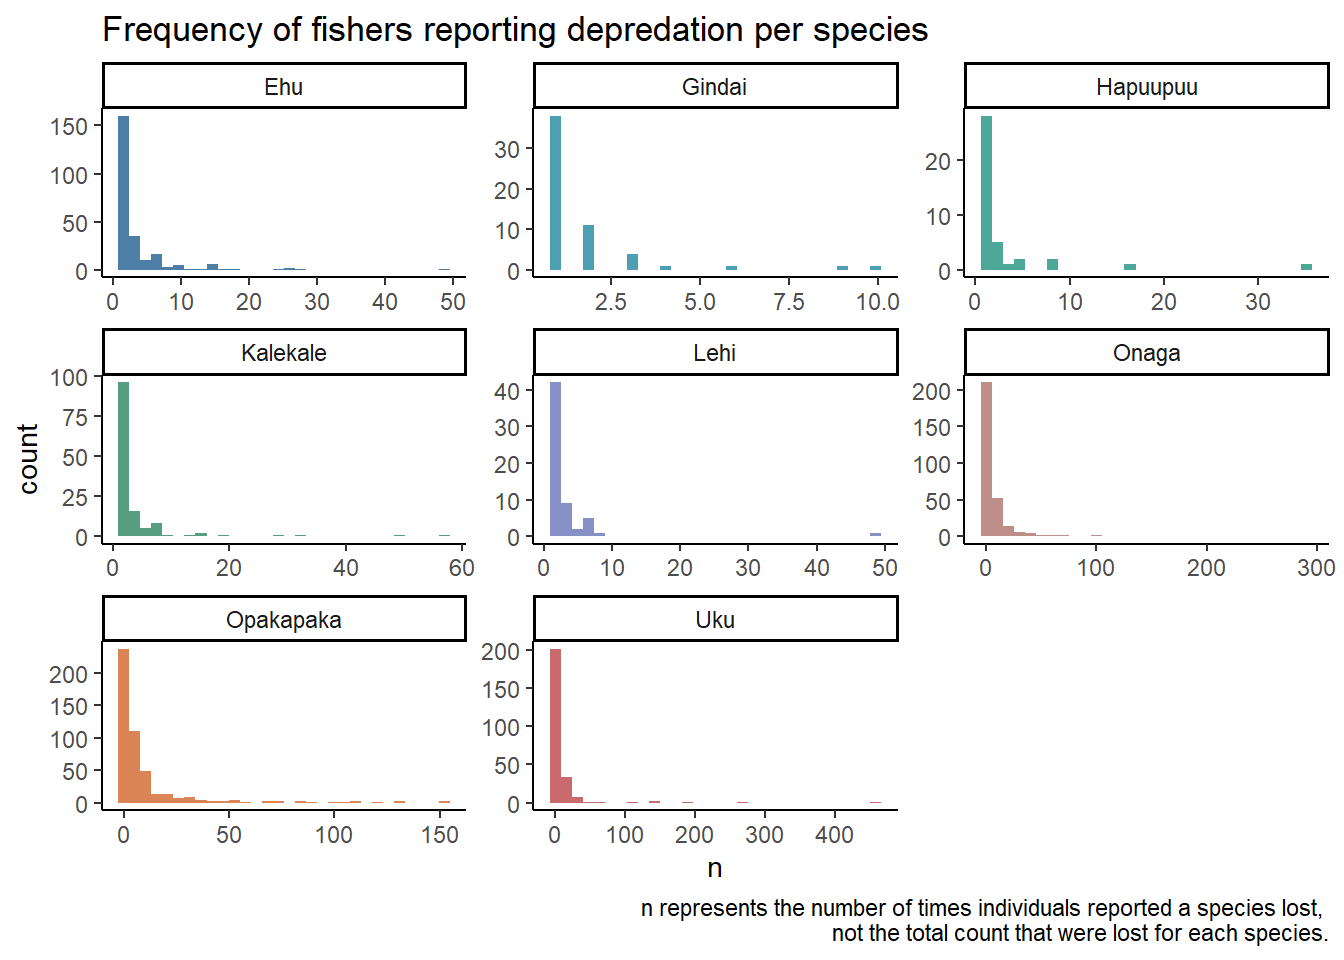 Frequency of fishers reporting depredation per species
Ehu
Gindai
Hapuupuu
150
100
50
0
0 10 20 30 40 50
30
20
10
0
2.5 5.0 7.5 10.0
20
10
0
0 10 20 30
Kalekale
Lehi
Onaga
100
75
50
25
0
0 20 40 60
40
30
20
10
0
0 10 20 30 40 50
200
150
100
50
0
0 100 200 300
count
Opakapaka
Uku
200
150
100
50
0
0 50 100 150
200
150
100
50
0
0 100 200 300 400
n
n represents the number of times individuals reported a species lost,
not the total count that were lost for each species.